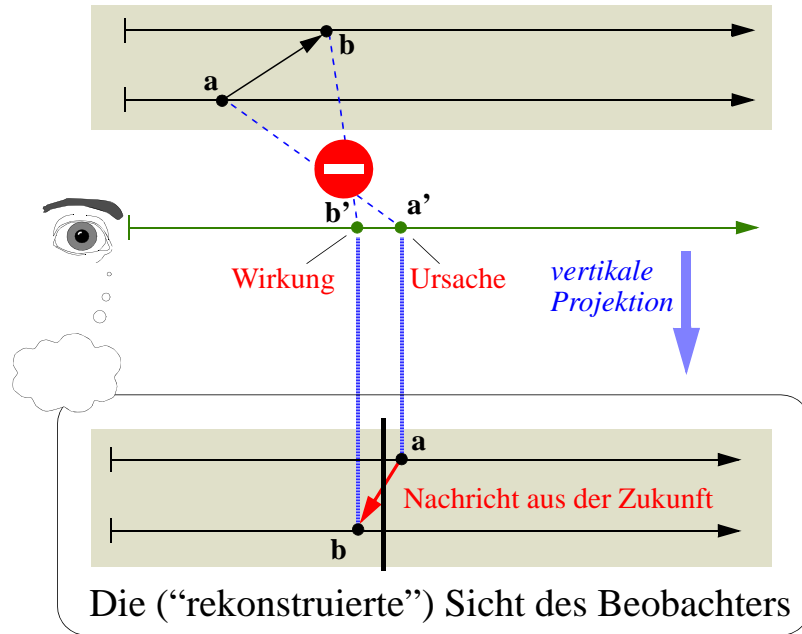 b
a
b’ a’
Wirkung Ursache
vertikale
Projektion
a
Nachricht aus der Zukunft
b
Die (“rekonstruierte”) Sicht des Beobachters